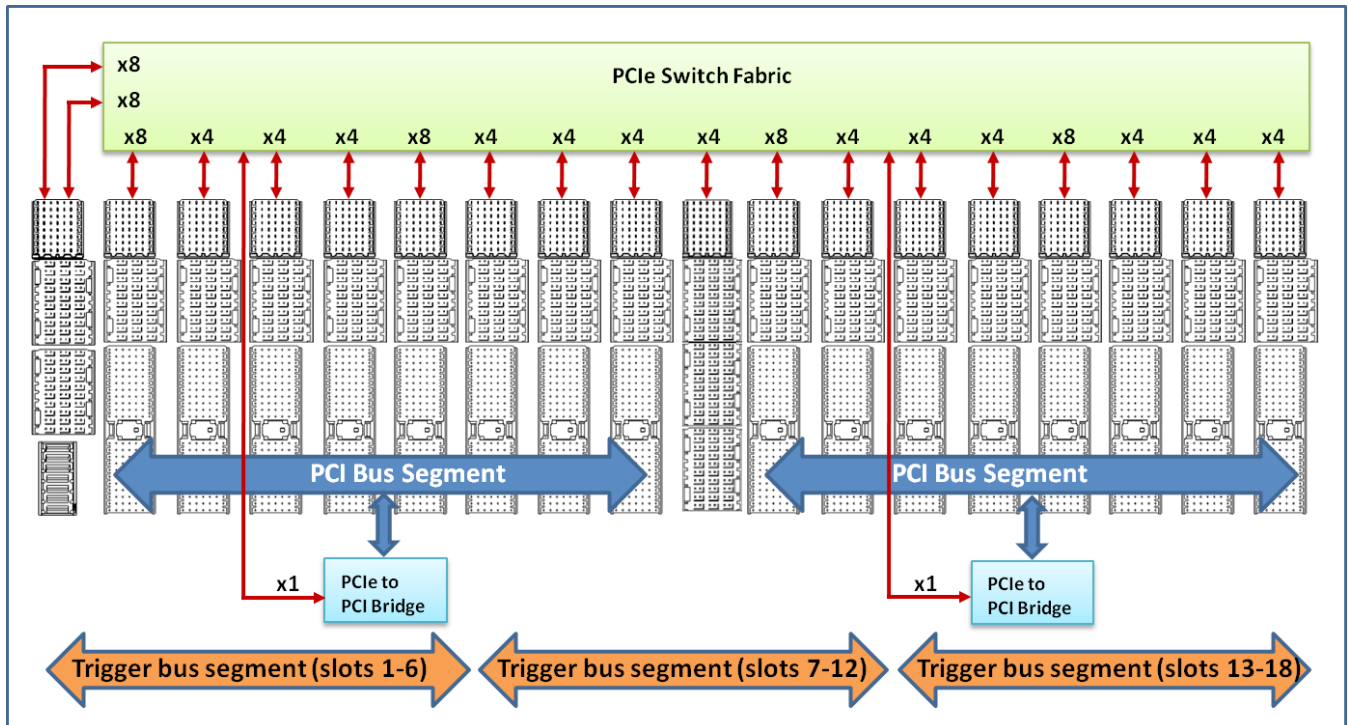 x8
PCIe Switch Fabric
x8
x8 x4 x4 x4 x8 x4 x4 x4 x4 x8 x4 x4 x4 x8 x4 x4 x4
PCI Bus Segment
PCI Bus Segment
x1
PCIe to
PCI Bridge
x1
PCIe to
PCI Bridge
Trigger bus segment (slots 1-6)
Trigger bus segment (slots 7-12)
Trigger bus segment (slots 13-18)